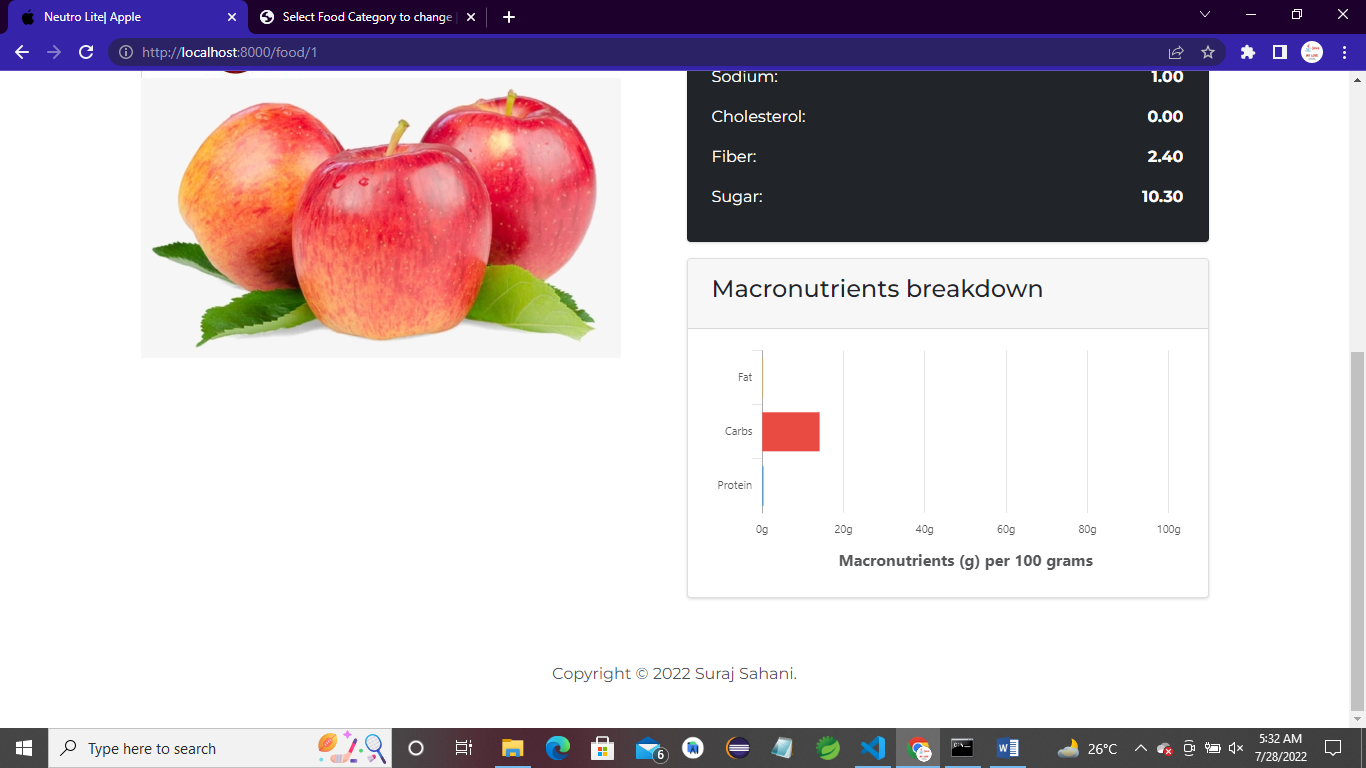 Neutro Lite| Apple
Select Food Category to change
http://localhost:8000/food/1
Sodium: 1.00
Cholesterol: 0.00
Fiber: 2.40
Sugar: 10.30
Macronutrients breakdown
Fat
Carbs
Protein
0g 20g 40g 60g 80g 100g
Macronutrients (g) per 100 grams
Copyright © 2022 Suraj Sahani.
Type here to search
6
26°C
5:32 AM
7/28/2022